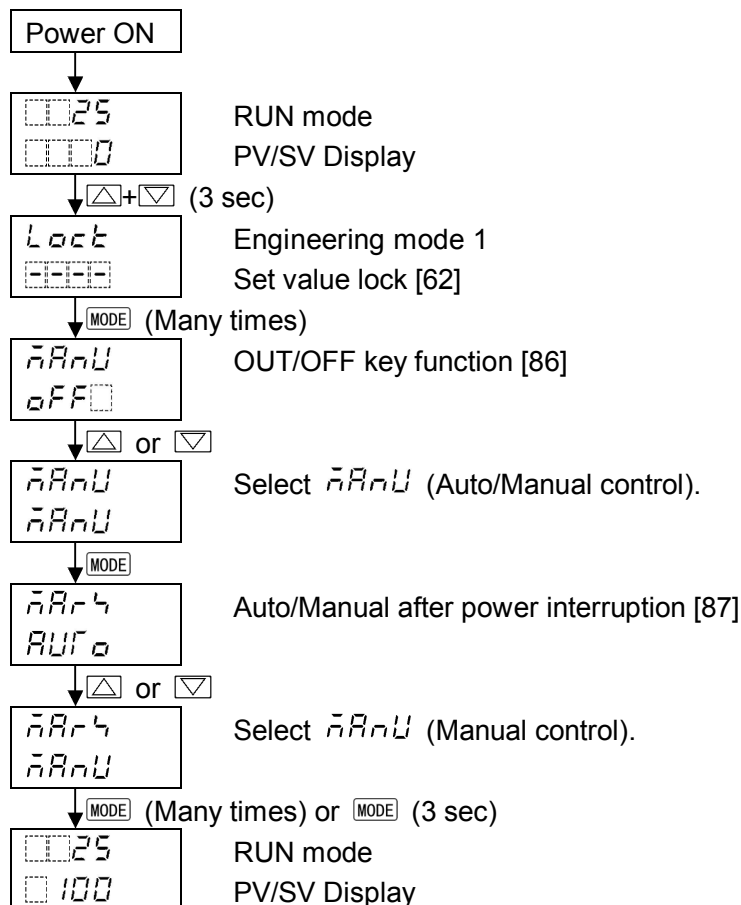 Power ON
25 RUN mode
0 PV/SV Display
△+▽ (3 sec)
Lock Engineering mode 1
---- Set value lock [62]
MODE (Many times)
MANU OUT/OFF key function [86]
oFF
△ or ▽
MANU Select MANU (Auto/Manual control).
MANU
MODE
MArS Auto/Manual after power interruption [87]
AUTo
△ or ▽
MArS Select MANU (Manual control).
MANU
MODE (Many times) or MODE (3 sec)
25 RUN mode
100 PV/SV Display